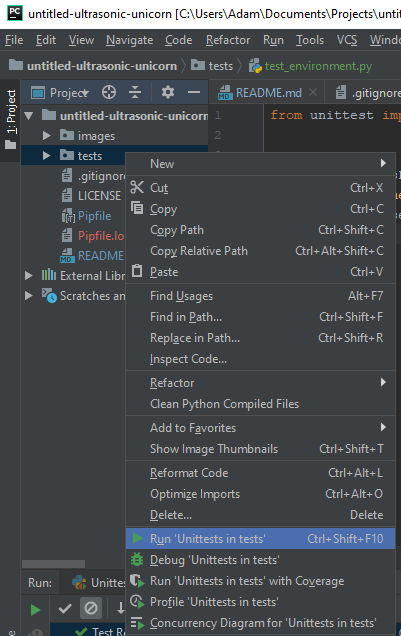 PC untitled-ultrasonic-unicorn [C:\Users\Adam\Documents\Projects\unti
File Edit View Navigate Code Refactor Run Tools VCS Window
untitled-ultrasonic-unicorn tests test_environment.py
1: Project
Project README.md .gitignore
untitled-ultrasonic-unicorn 1 from unittest imp
images 2
tests
.gitignore
LICENSE
Pipfile
Pipfile.lo
README
External Libr
Scratches an
New
Cut Ctrl+X
Copy Ctrl+C
Copy Path Ctrl+Shift+C
Copy Relative Path Ctrl+Alt+Shift+C
Paste Ctrl+V
Find Usages Alt+F7
Find in Path... Ctrl+Shift+F
Replace in Path... Ctrl+Shift+R
Inspect Code...
Refactor
Clean Python Compiled Files
Add to Favorites
Show Image Thumbnails Ctrl+Shift+T
Reformat Code Ctrl+Alt+L
Optimize Imports Ctrl+Alt+O
Delete... Delete
Run 'Unittests in tests' Ctrl+Shift+F10
Debug 'Unittests in tests'
Run 'Unittests in tests' with Coverage
Profile 'Unittests in tests'
Concurrency Diagram for 'Unittests in tests'
Run: Unittes
Test Ru